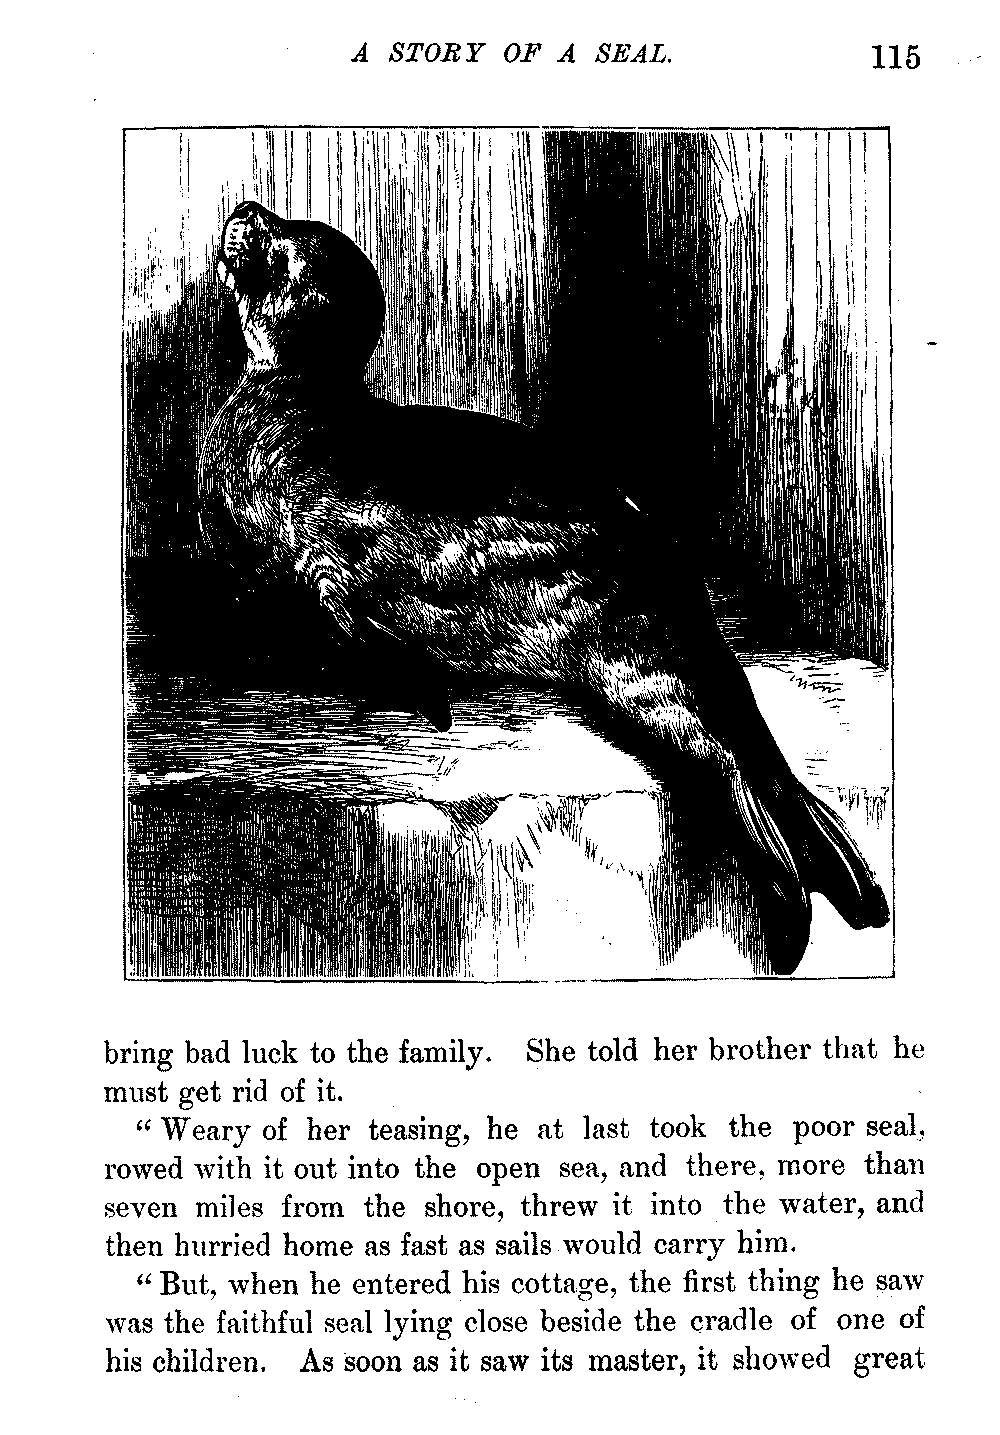 A STORY OF A SEAL. 115
bring bad luck to the family. She told her brother that he
must get rid of it.
“ Weary of her teasing, he at last took the poor seal,
rowed with it out into the open sea, and there, more than
seven miles from the shore, threw it into the water, and
then hurried home as fast as sails would carry him.
“ But, when he entered his cottage, the first thing he saw
was the faithful seal lying close beside the cradle of one of
his children. As soon as it saw its master, it showed great